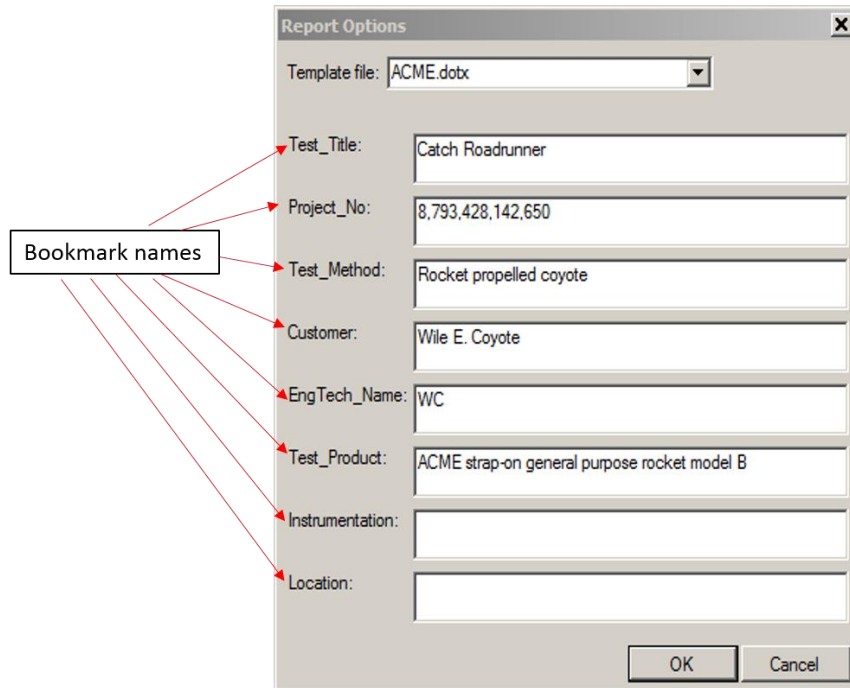 Report Options
Template file: ACME.dotx
Test_Title: Catch Roadrunner
Project_No: 8,793,428,142,650
Bookmark names
Test_Method: Rocket propelled coyote
Customer: Wile E. Coyote
EngTech_Name: WC
Test_Product: ACME strap-on general purpose rocket model B
Instrumentation:
Location:
OK Cancel